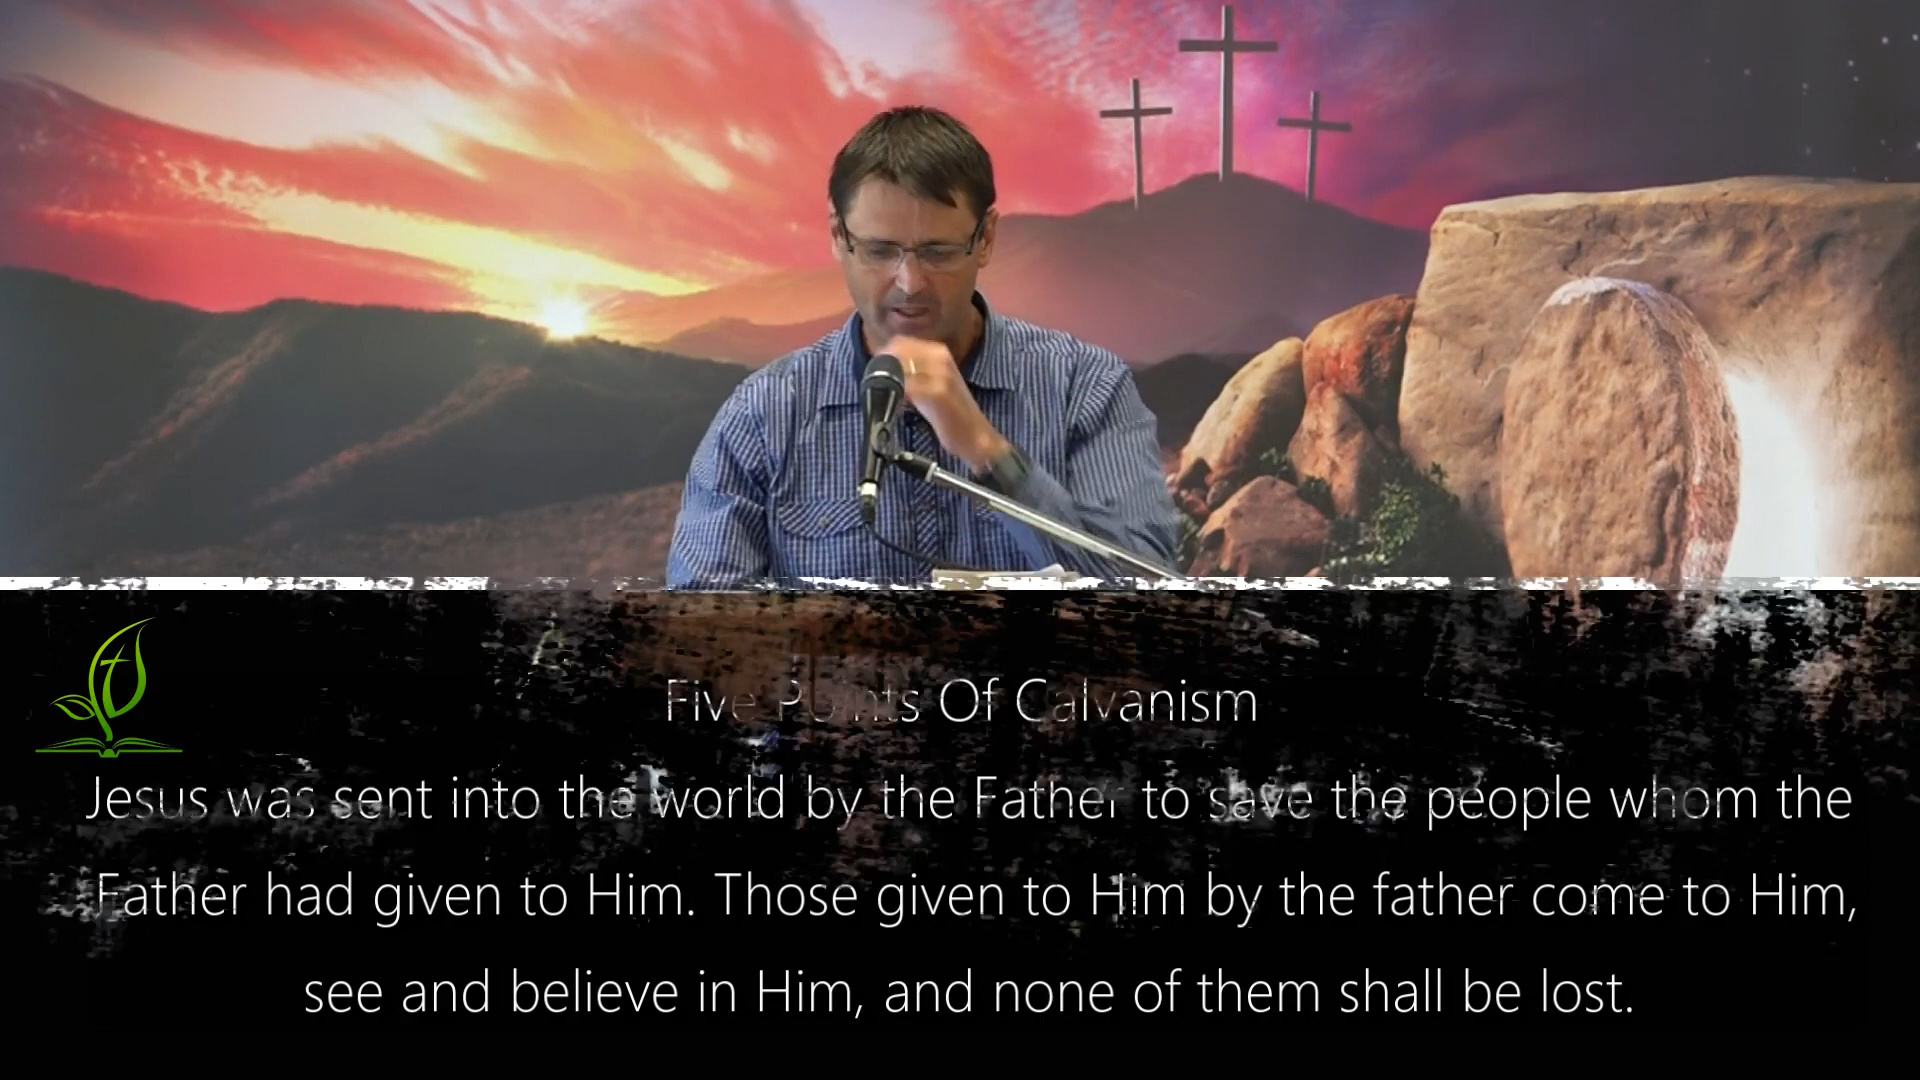 Five Points Of Calvanism
Jesus was sent into the world by the Father to save the people whom the
Father had given to Him. Those given to Him by the father come to Him,
see and believe in Him, and none of them shall be lost.